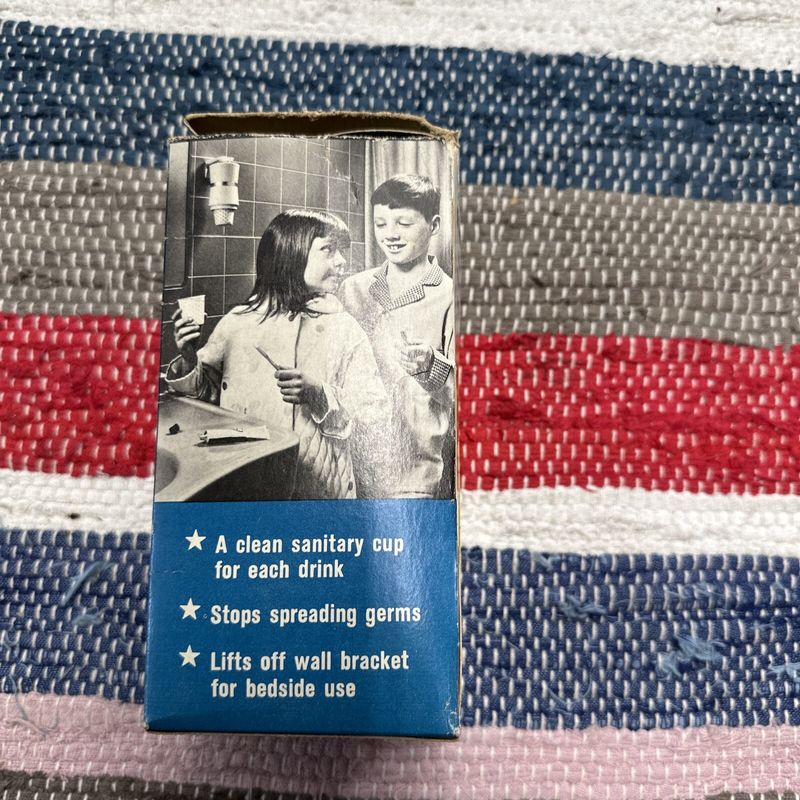 ★ A clean sanitary cup
for each drink
★ Stops spreading germs
★ Lifts off wall bracket
for bedside use